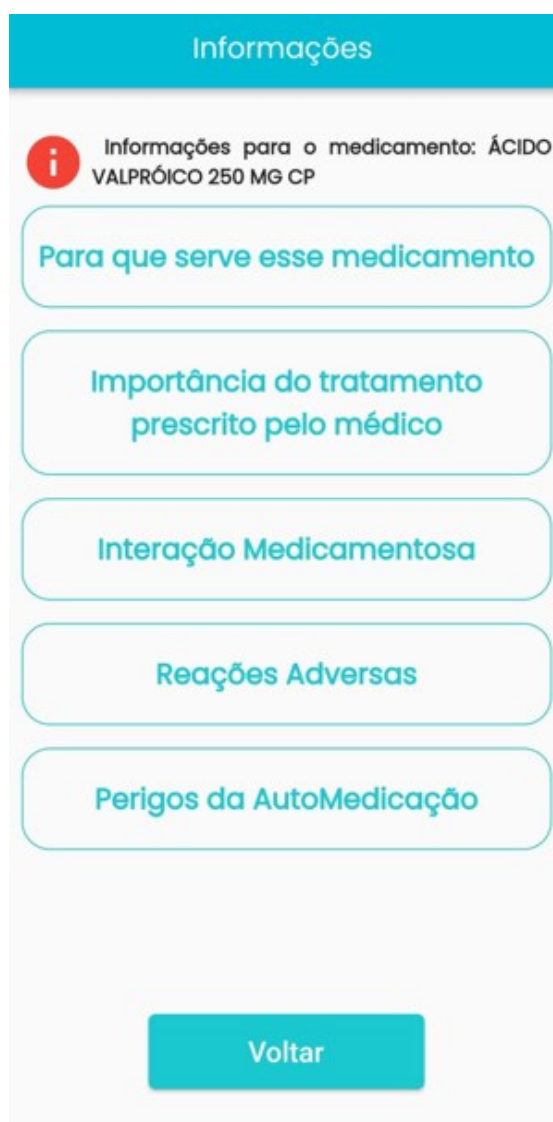 Informações
Informações para o medicamento: ÁCIDO
VALPRÓICO 250 MG CP
Para que serve esse medicamento
Importância do tratamento
prescrito pelo médico
Interação Medicamentosa
Reações Adversas
Perigos da AutoMedicação
Voltar